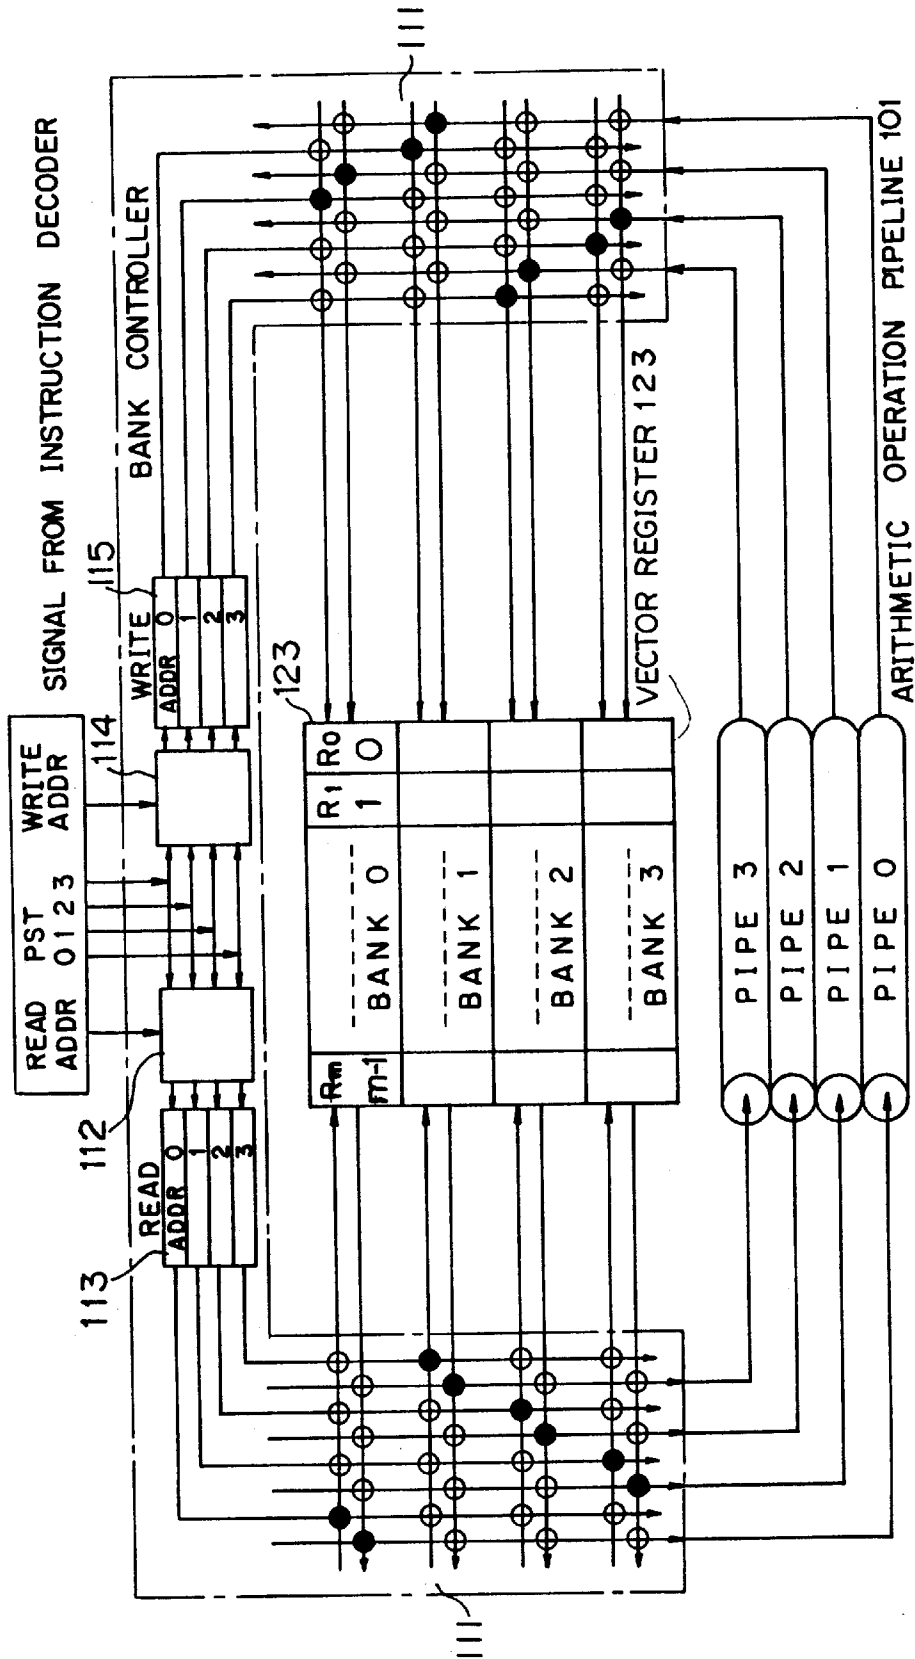 SIGNAL FROM INSTRUCTION DECODER
READ ADDR
PST
0 1 2 3
WRITE ADDR
BANK CONTROLLER
112
114
113
READ
ADDR 0
1
2
3
115
WRITE
ADDR 0
1
2
3
111
111
123
Rm
R1
R0
m-1
1
0
BANK 0
BANK 1
BANK 2
BANK 3
VECTOR REGISTER 123
PIPE 3
PIPE 2
PIPE 1
PIPE 0
ARITHMETIC OPERATION PIPELINE 101